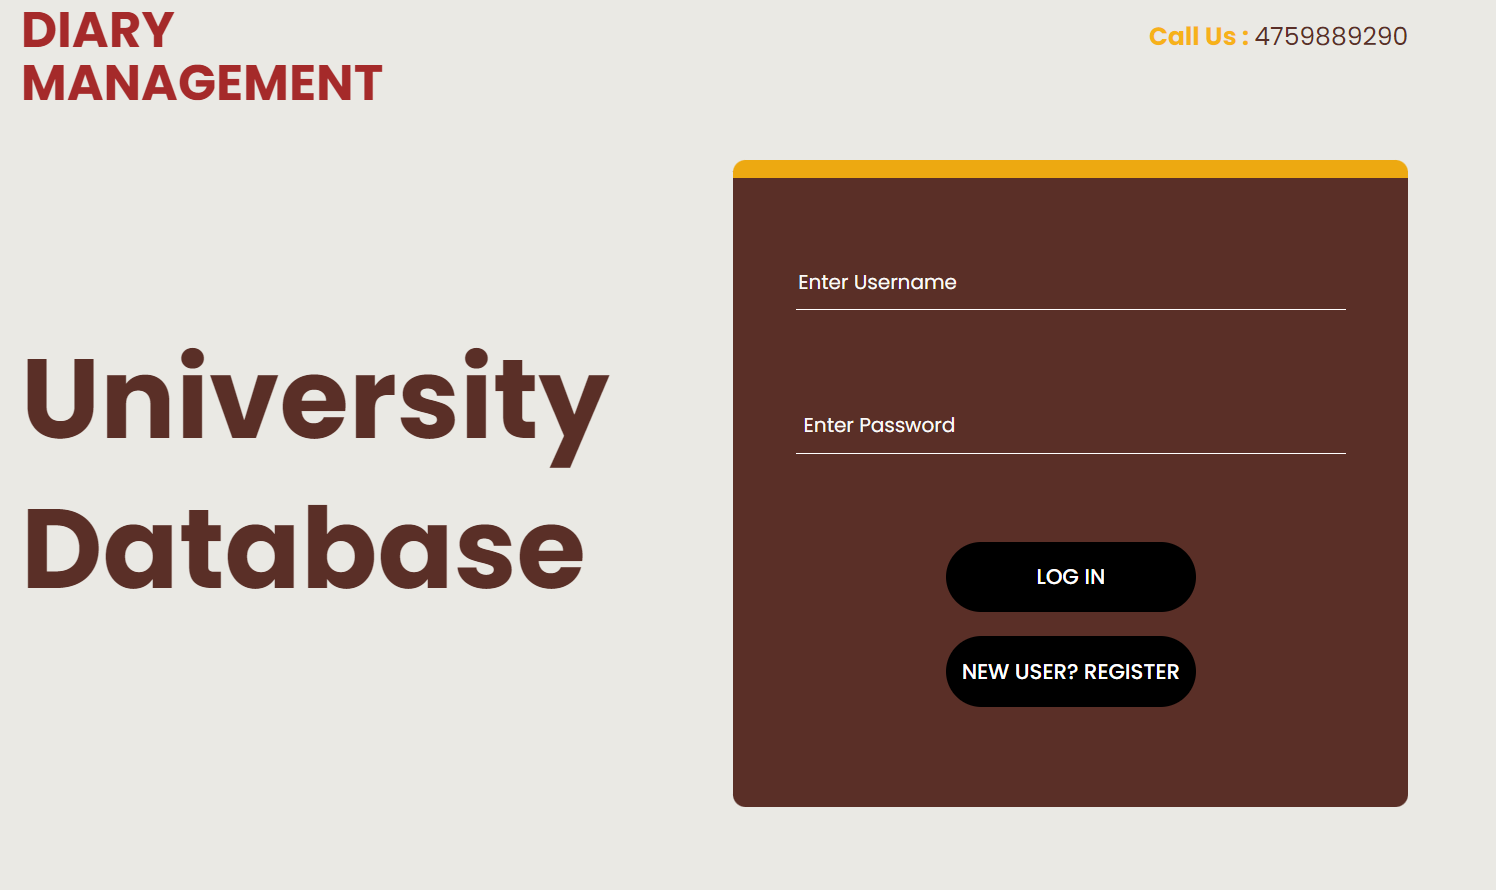 DIARY
MANAGEMENT
Call Us : 4759889290
University
Database
Enter Username
Enter Password
LOG IN
NEW USER? REGISTER